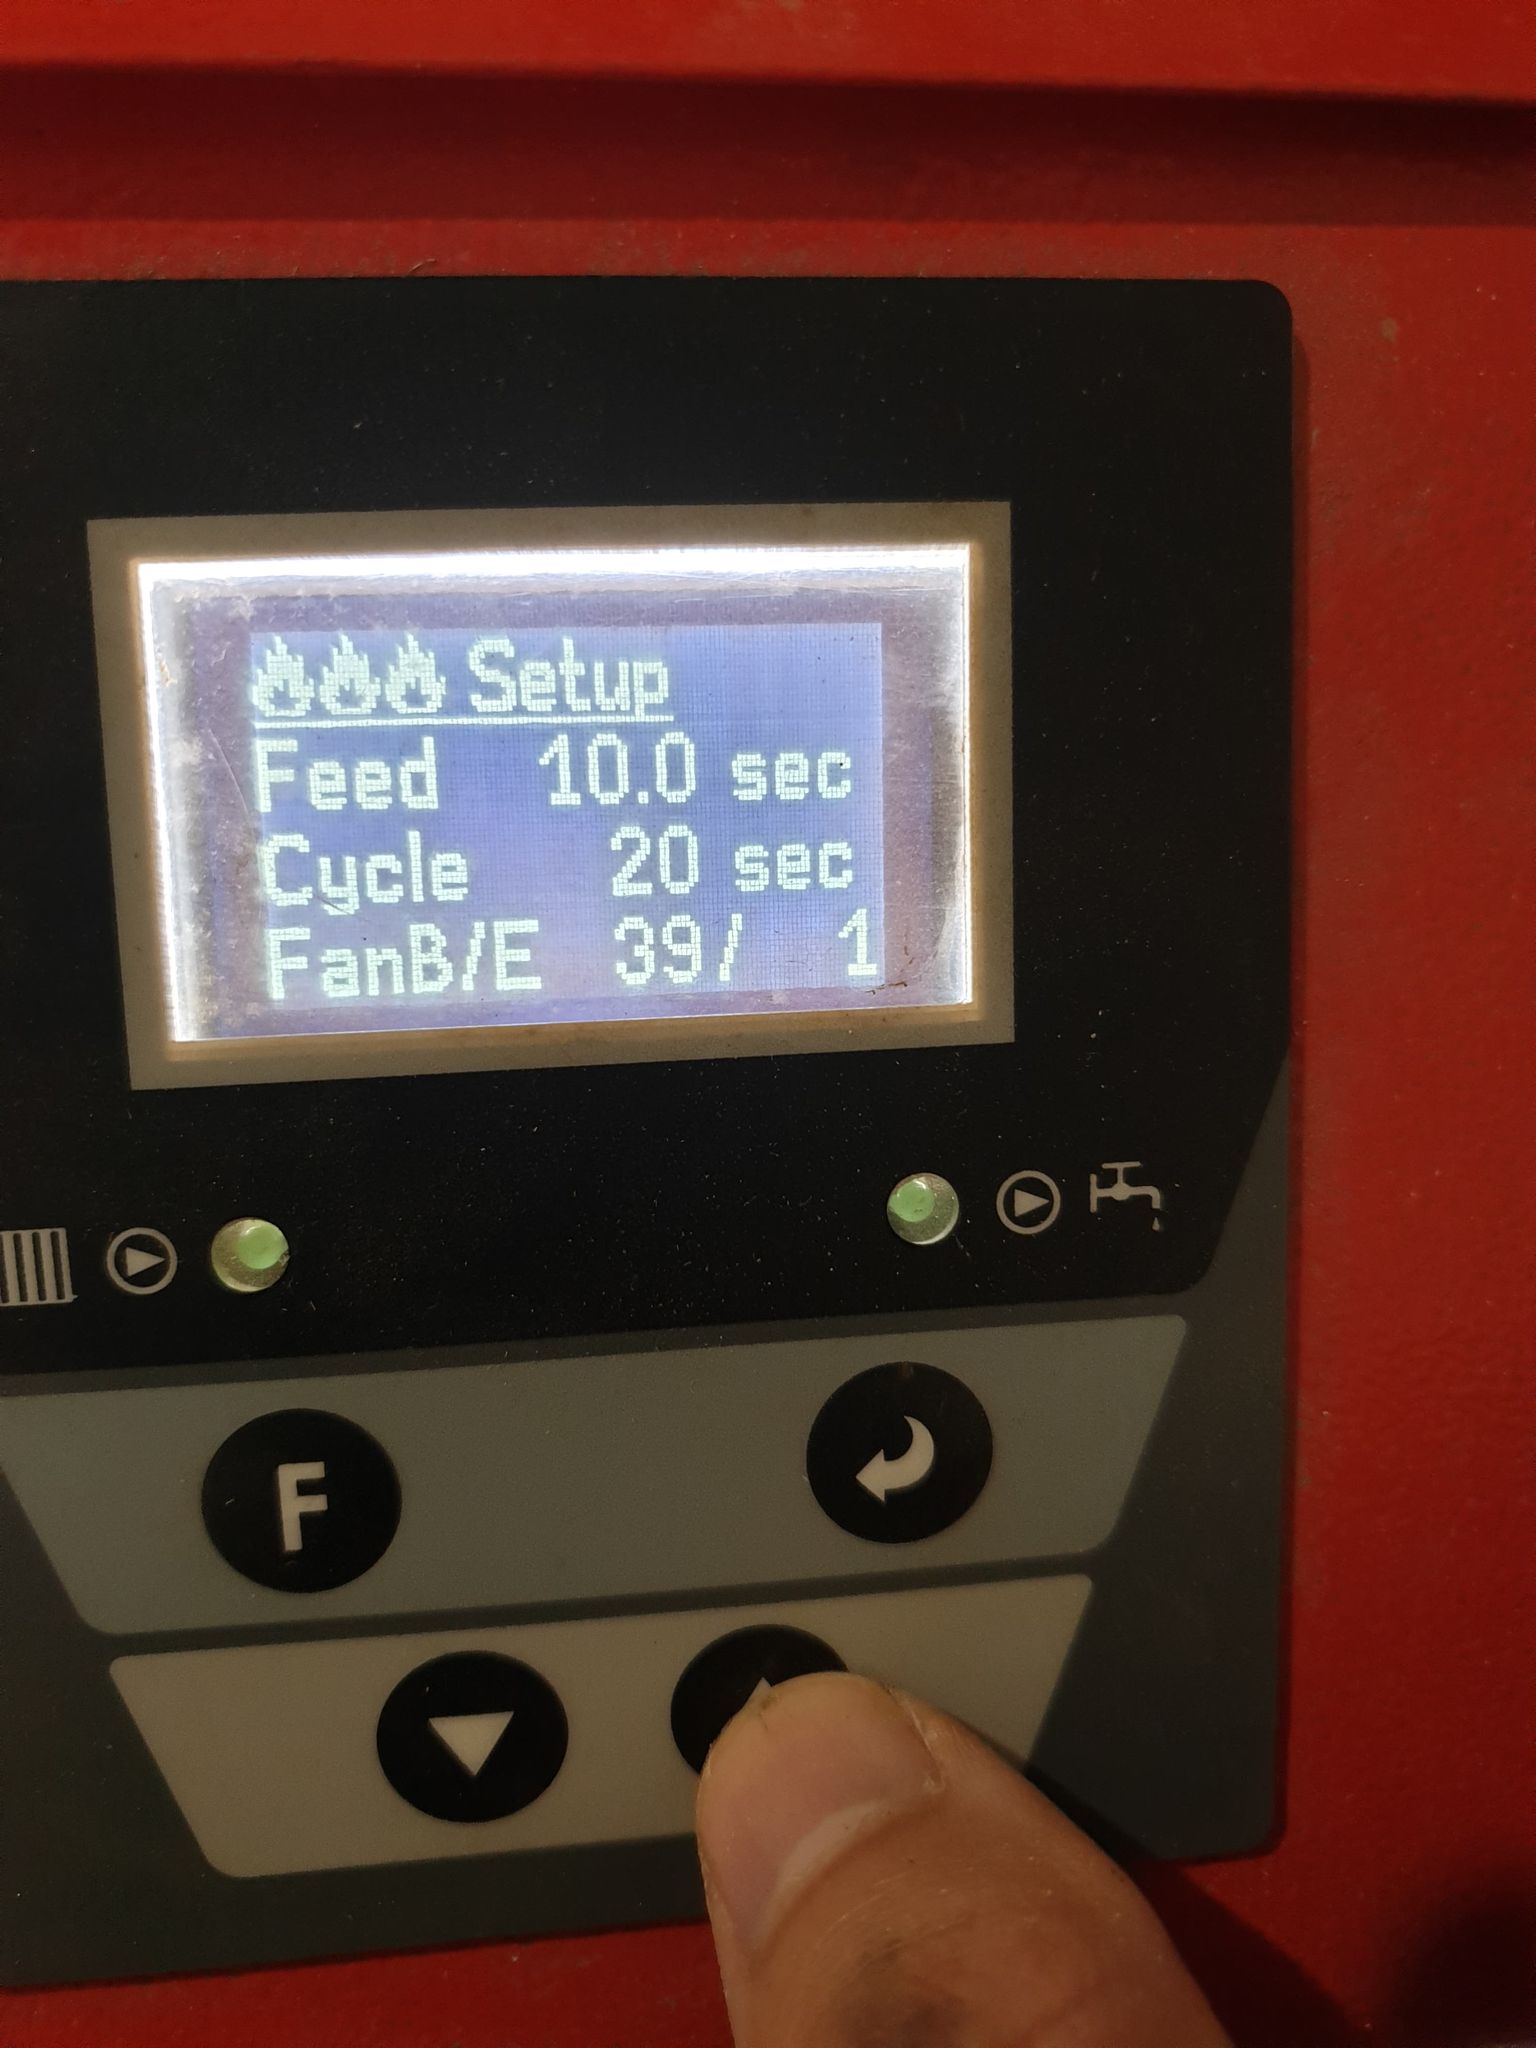 Setup
Feed 10.0 sec
Cycle 20 sec
FanB/E 39/ 1
F